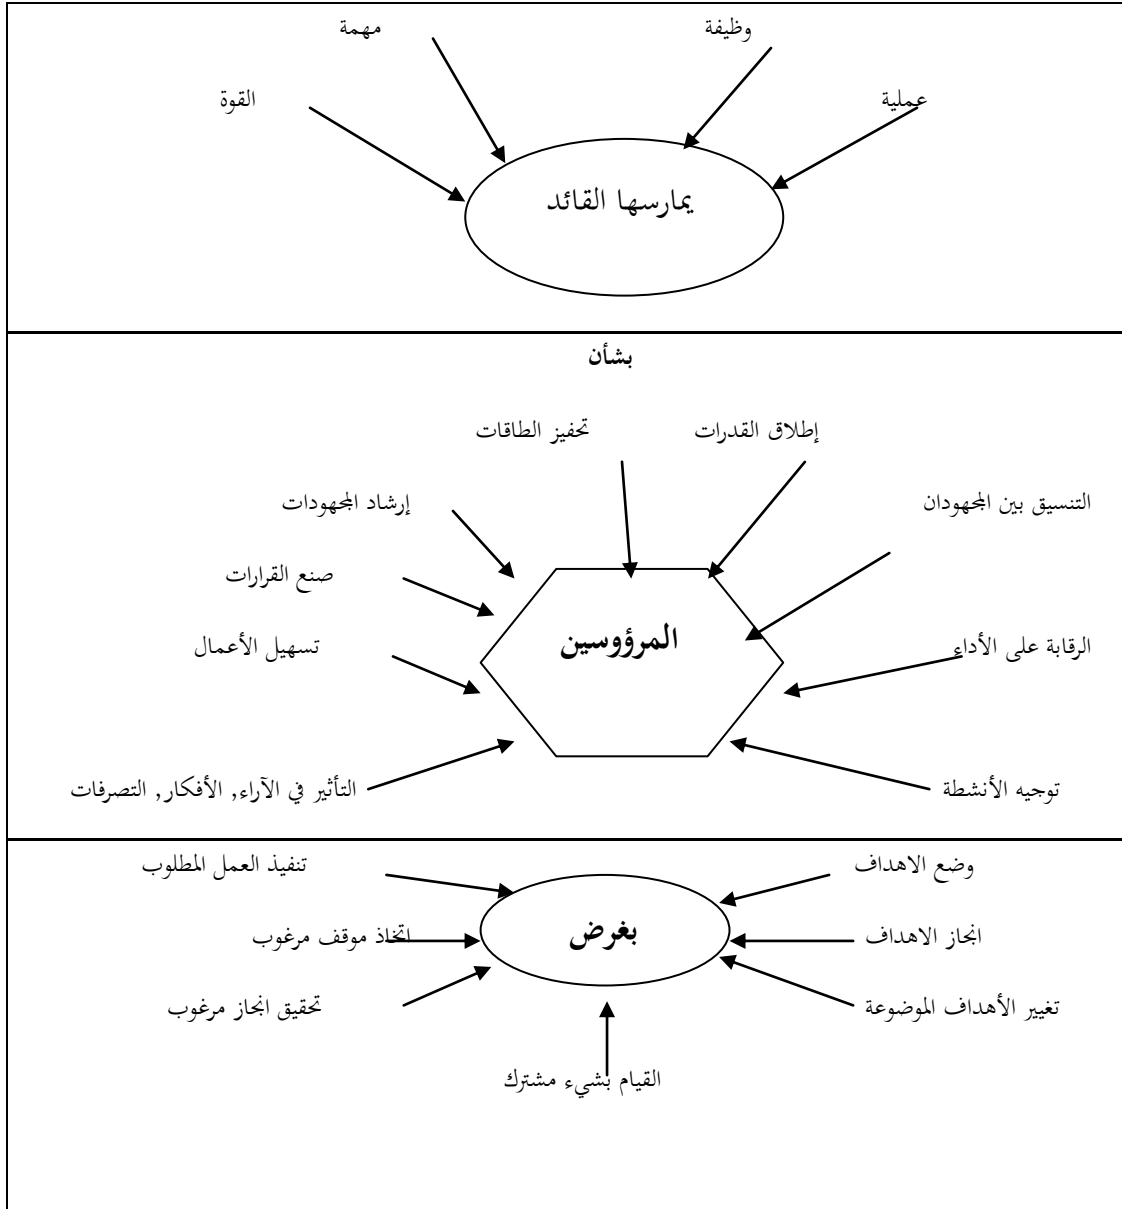 وظيفة
مهمة
عملية
القوة
يمارسها القائد
بشأن
إطلاق القدرات
تحفيز الطاقات
التنسيق بين المجهودان
إرشاد المجهودات
صنع القرارات
المرؤوسين
الرقابة على الأداء
تسهيل الأعمال
توجيه الأنشطة
التأثير في الآراء, الأفكار, التصرفات
وضع الاهداف
تنفيذ العمل المطلوب
بغرض
انجاز الاهداف
اتخاذ موقف مرغوب
تغيير الأهداف الموضوعة
تحقيق انجاز مرغوب
القيام بشيء مشترك